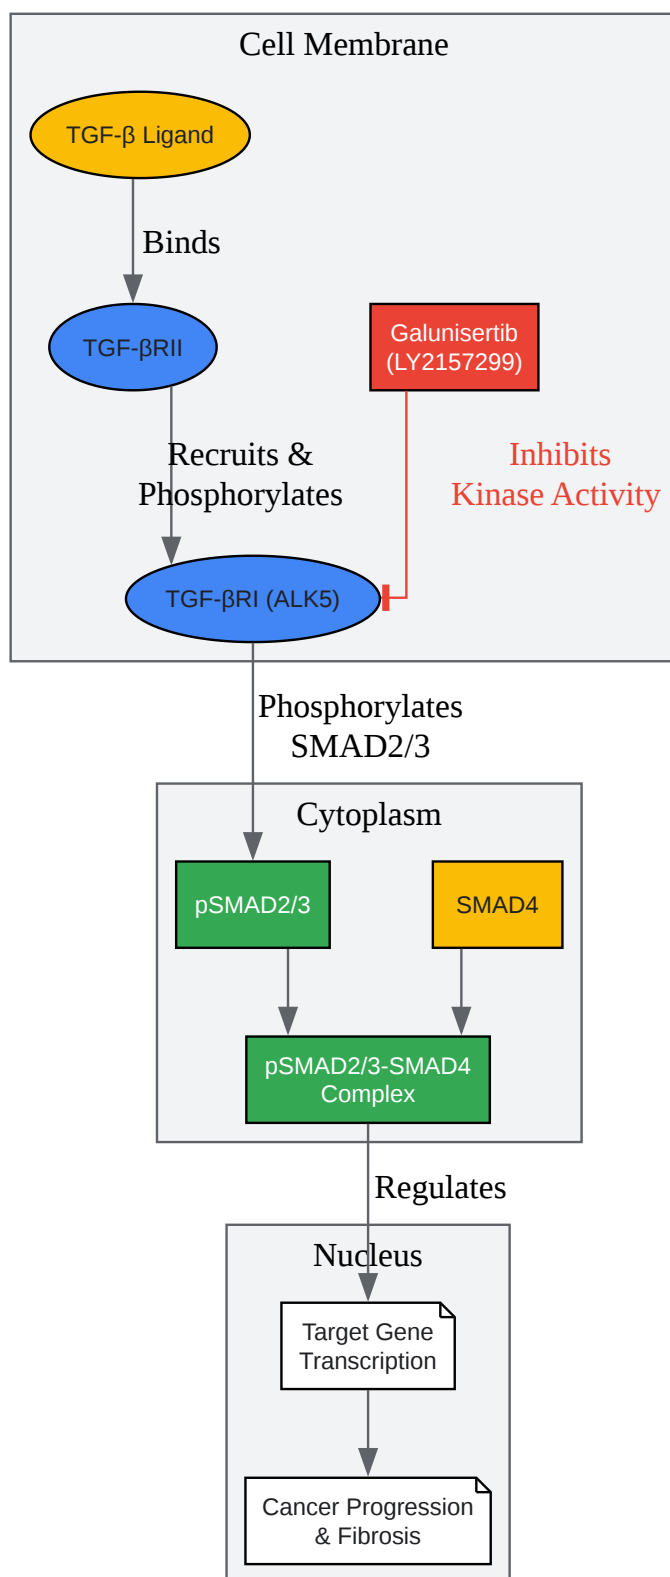 Cell Membrane
TGF-β Ligand
Binds
TGF-βRII
Galunisertib
(LY2157299)
Recruits &
Phosphorylates
Inhibits
Kinase Activity
TGF-βRI (ALK5)
Phosphorylates
SMAD2/3
Cytoplasm
pSMAD2/3
SMAD4
pSMAD2/3-SMAD4
Complex
Regulates
Nucleus
Target Gene
Transcription
Cancer Progression
& Fibrosis